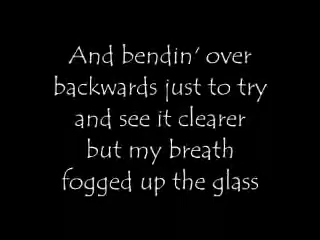 And bendin' over
backwards just to try
and see it clearer
but my breath
fogged up the glass